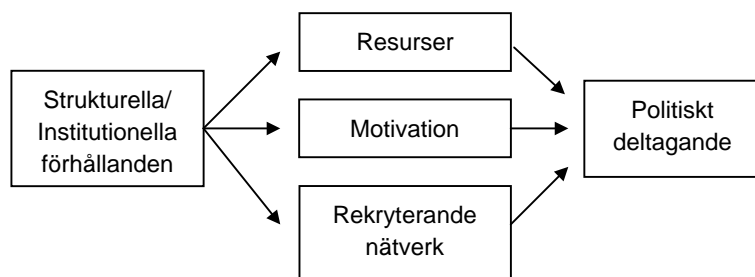 Strukturella/
Institutionella
förhållanden
Resurser
Motivation
Rekryterande
nätverk
Politiskt
deltagande